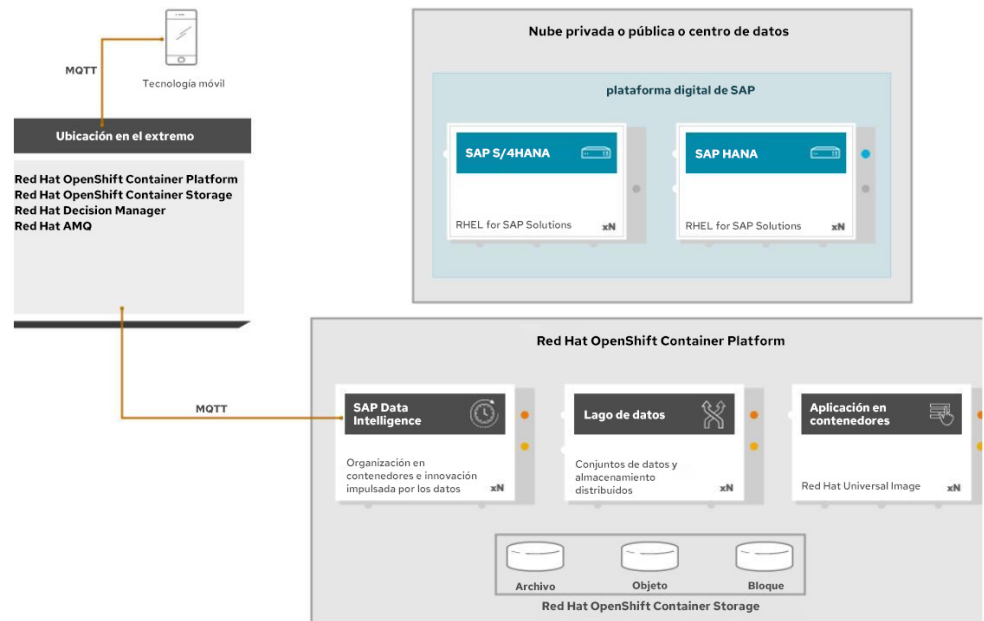 MQTT
Tecnología móvil
Ubicación en el extremo
Red Hat OpenShift Container Platform
Red Hat OpenShift Container Storage
Red Hat Decision Manager
Red Hat AMQ
Nube privada o pública o centro de datos
plataforma digital de SAP
SAP S/4HANA
RHEL for SAP Solutions
xN
SAP HANA
RHEL for SAP Solutions
xN
MQTT
Red Hat OpenShift Container Platform
SAP Data
Intelligence
Organización en
contenedores e innovación
impulsada por los datos
xN
Lago de datos
Conjuntos de datos y
almacenamiento
distribuidos
xN
Aplicación en
contenedores
Red Hat Universal Image
xN
Archivo
Objeto
Bloque
Red Hat OpenShift Container Storage